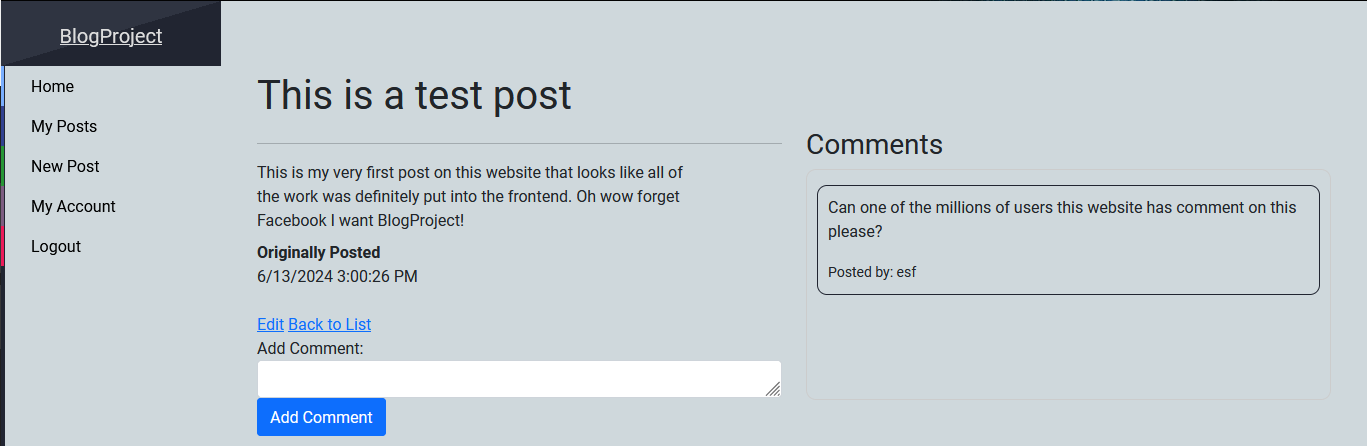 BlogProject
Home
My Posts
New Post
My Account
Logout
This is a test post
This is my very first post on this website that looks like all of
the work was definitely put into the frontend. Oh wow forget
Facebook I want BlogProject!
Originally Posted
6/13/2024 3:00:26 PM
Edit Back to List
Add Comment:
Add Comment
Comments
Can one of the millions of users this website has comment on this
please?
Posted by: esf